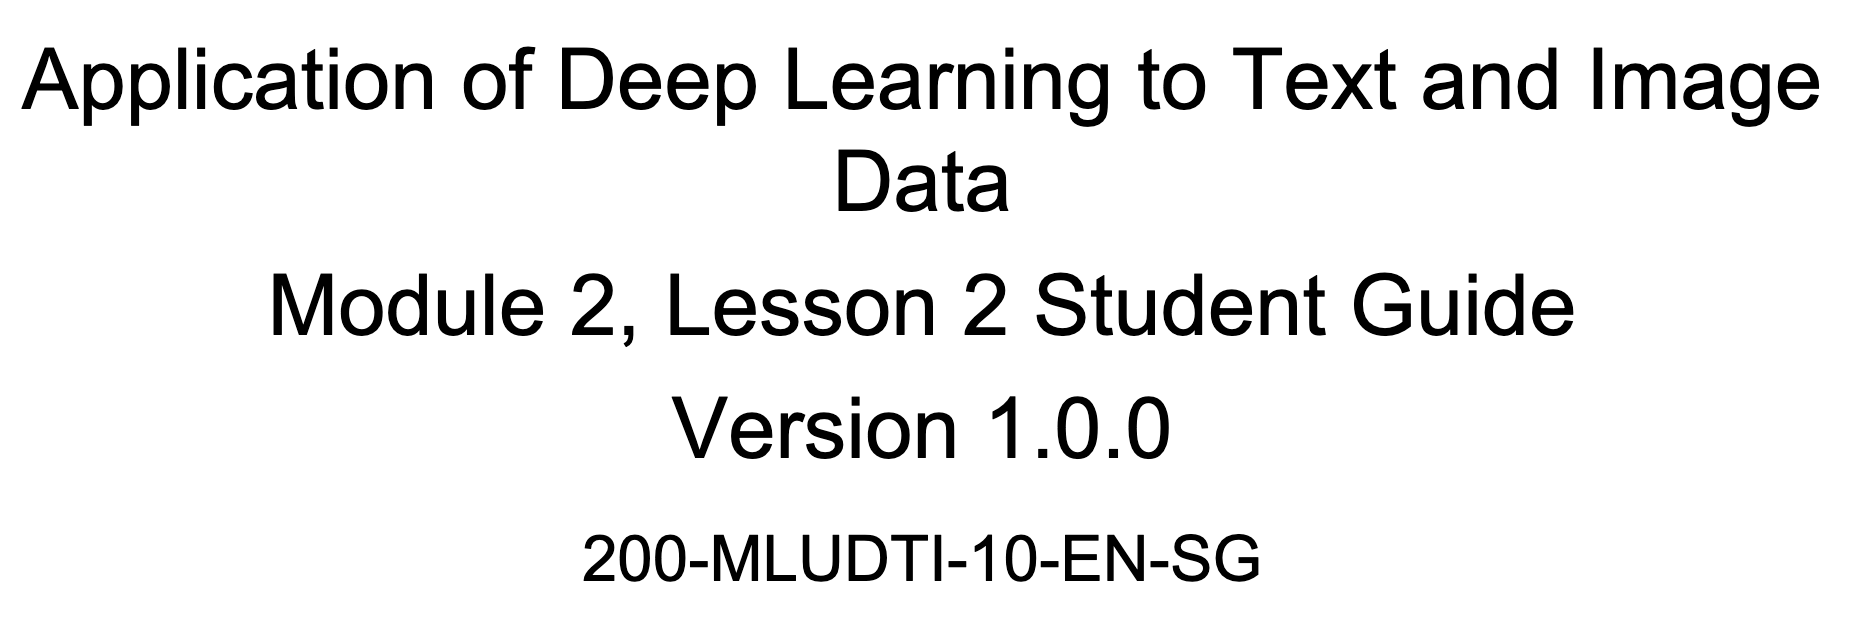 Application of Deep Learning to Text and Image
Data
Module 2, Lesson 2 Student Guide
Version 1.0.0
200-MLUDTI-10-EN-SG